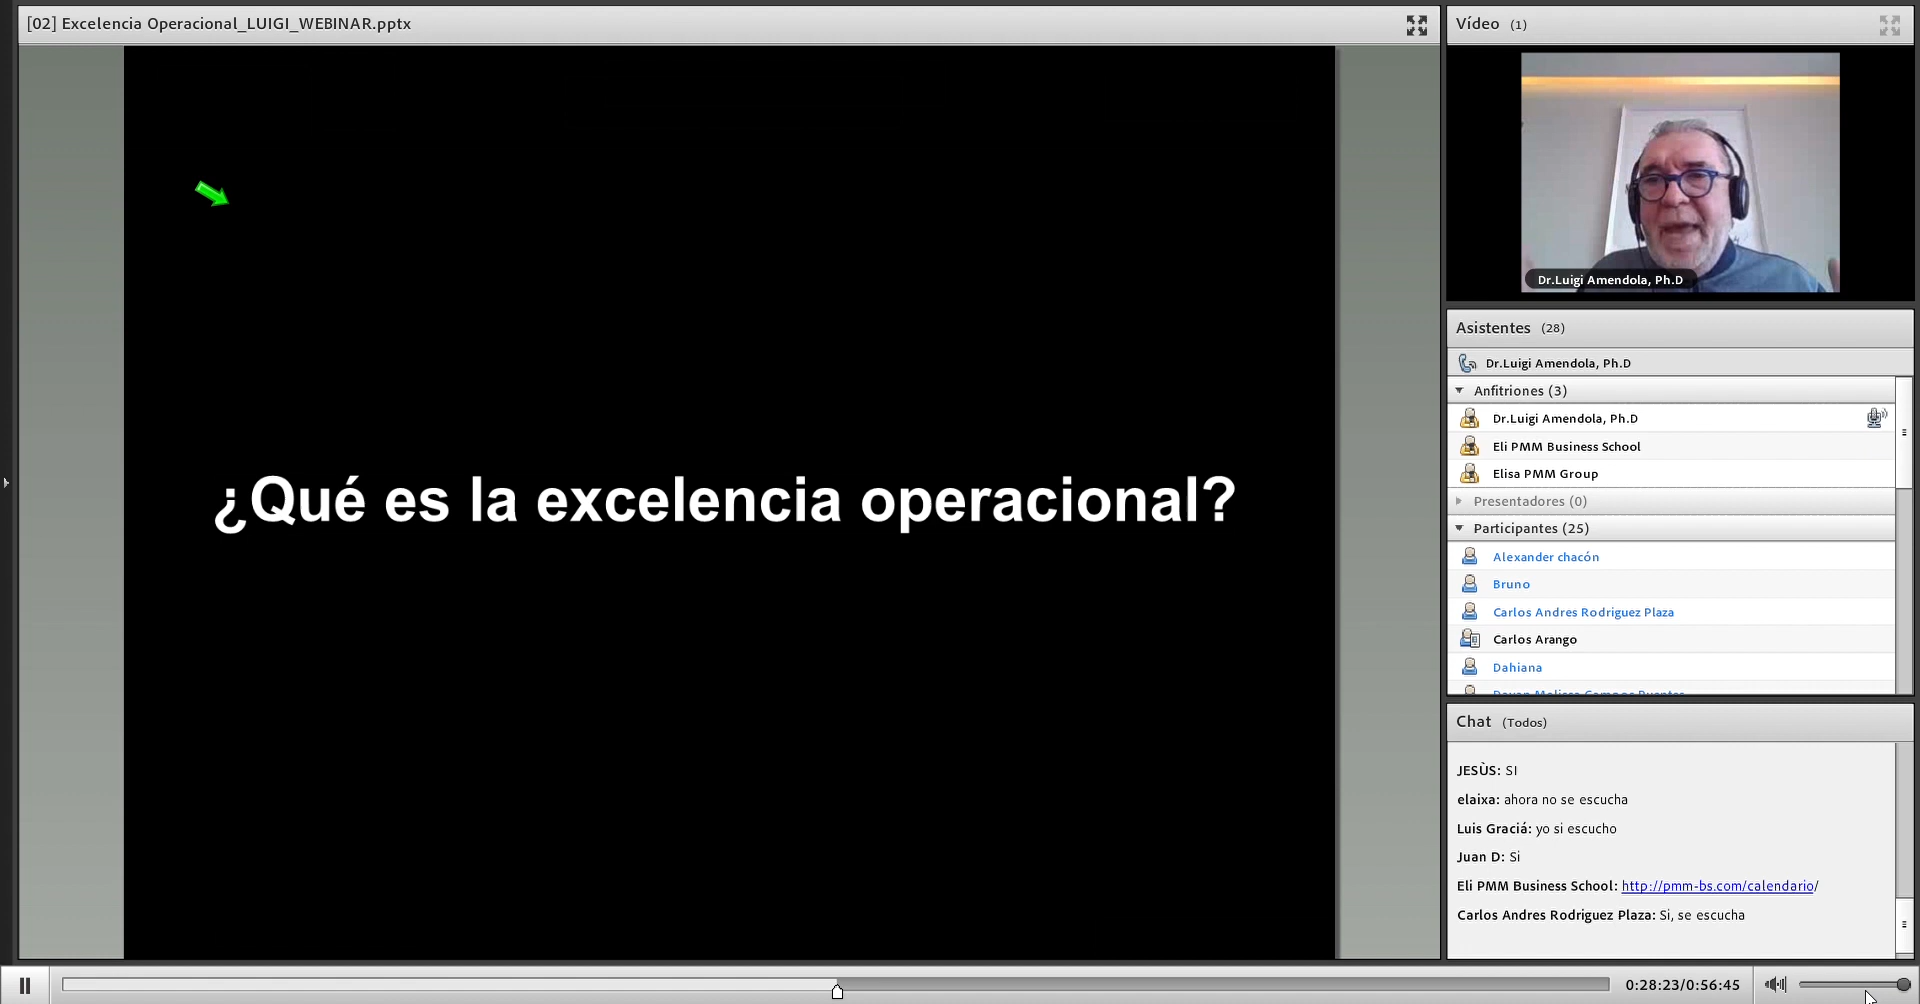 [02] Excelencia Operacional_LUIGI_WEBINAR.pptx
¿Qué es la excelencia operacional?
Vídeo (1)
Dr.Luigi Amendola, Ph.D
Asistentes (28)
Dr.Luigi Amendola, Ph.D
Anfitriones (3)
Dr.Luigi Amendola, Ph.D
Eli PMM Business School
Elisa PMM Group
Presentadores (0)
Participantes (25)
Alexander chacón
Bruno
Carlos Andres Rodriguez Plaza
Carlos Arango
Dahiana
Chat (Todos)
JESÙS: SI
elaixa: ahora no se escucha
Luis Graciá: yo si escucho
Juan D: Si
Eli PMM Business School: http://pmm-bs.com/calendario/
Carlos Andres Rodriguez Plaza: Si, se escucha
0:28:23/0:56:45